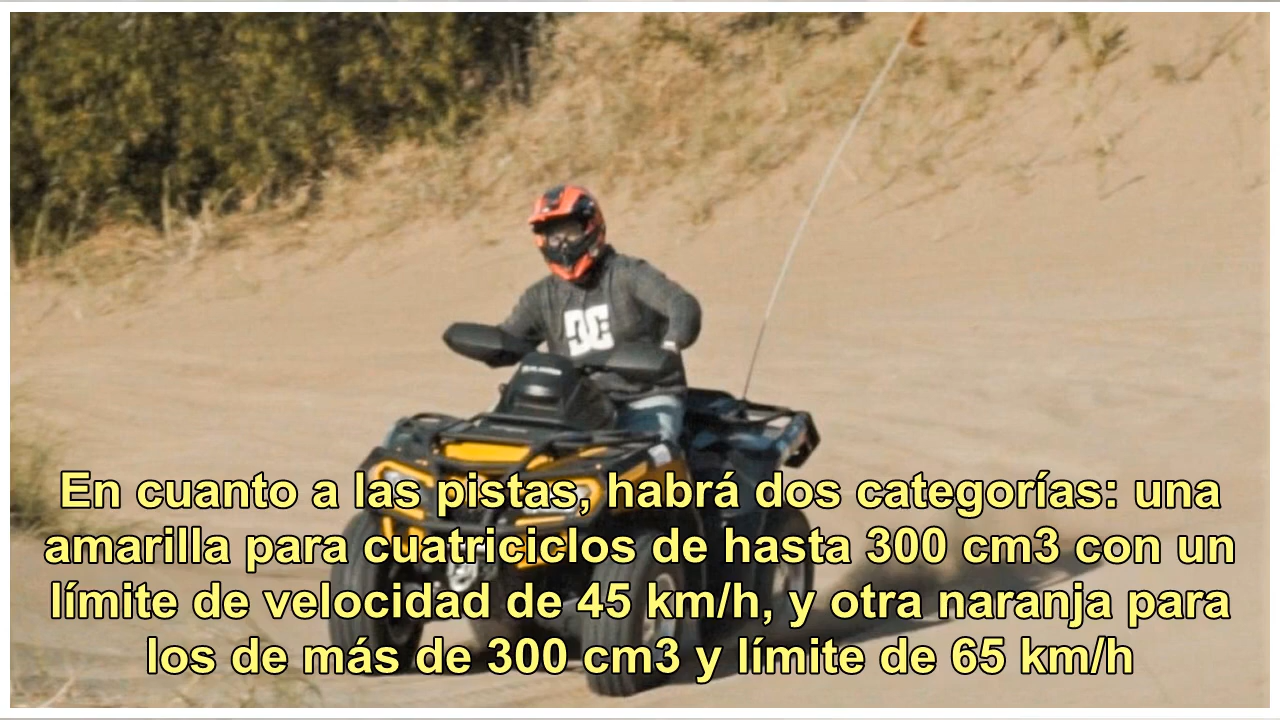 DC
En cuanto a las pistas, habrá dos categorías: una
amarilla para cuatriciclos de hasta 300 cm3 con un
límite de velocidad de 45 km/h, y otra naranja para
los de más de 300 cm3 y límite de 65 km/h